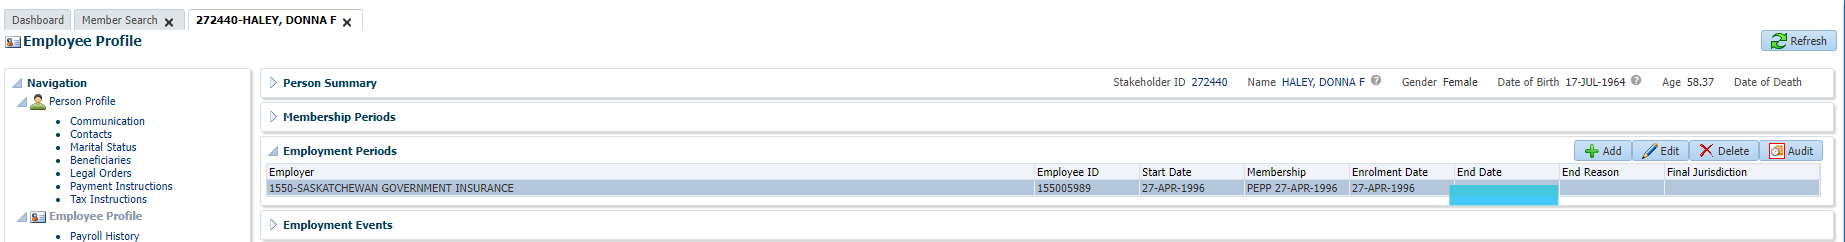 Dashboard Member Search 272440-HALEY, DONNA F
Employee Profile
Refresh
Navigation
Person Profile
Communication
Contacts
Marital Status
Beneficiaries
Legal Orders
Payment Instructions
Tax Instructions
Employee Profile
Payroll History
Person Summary Stakeholder ID 272440 Name HALEY, DONNA F Gender Female Date of Birth 17-JUL-1964 Age 58.37 Date of Death
Membership Periods
Employment Periods Add Edit Delete Audit
Employer Employee ID Start Date Membership Enrolment Date End Date End Reason Final Jurisdiction
1550-SASKATCHEWAN GOVERNMENT INSURANCE 155005989 27-APR-1996 PEPP 27-APR-1996 27-APR-1996
Employment Events